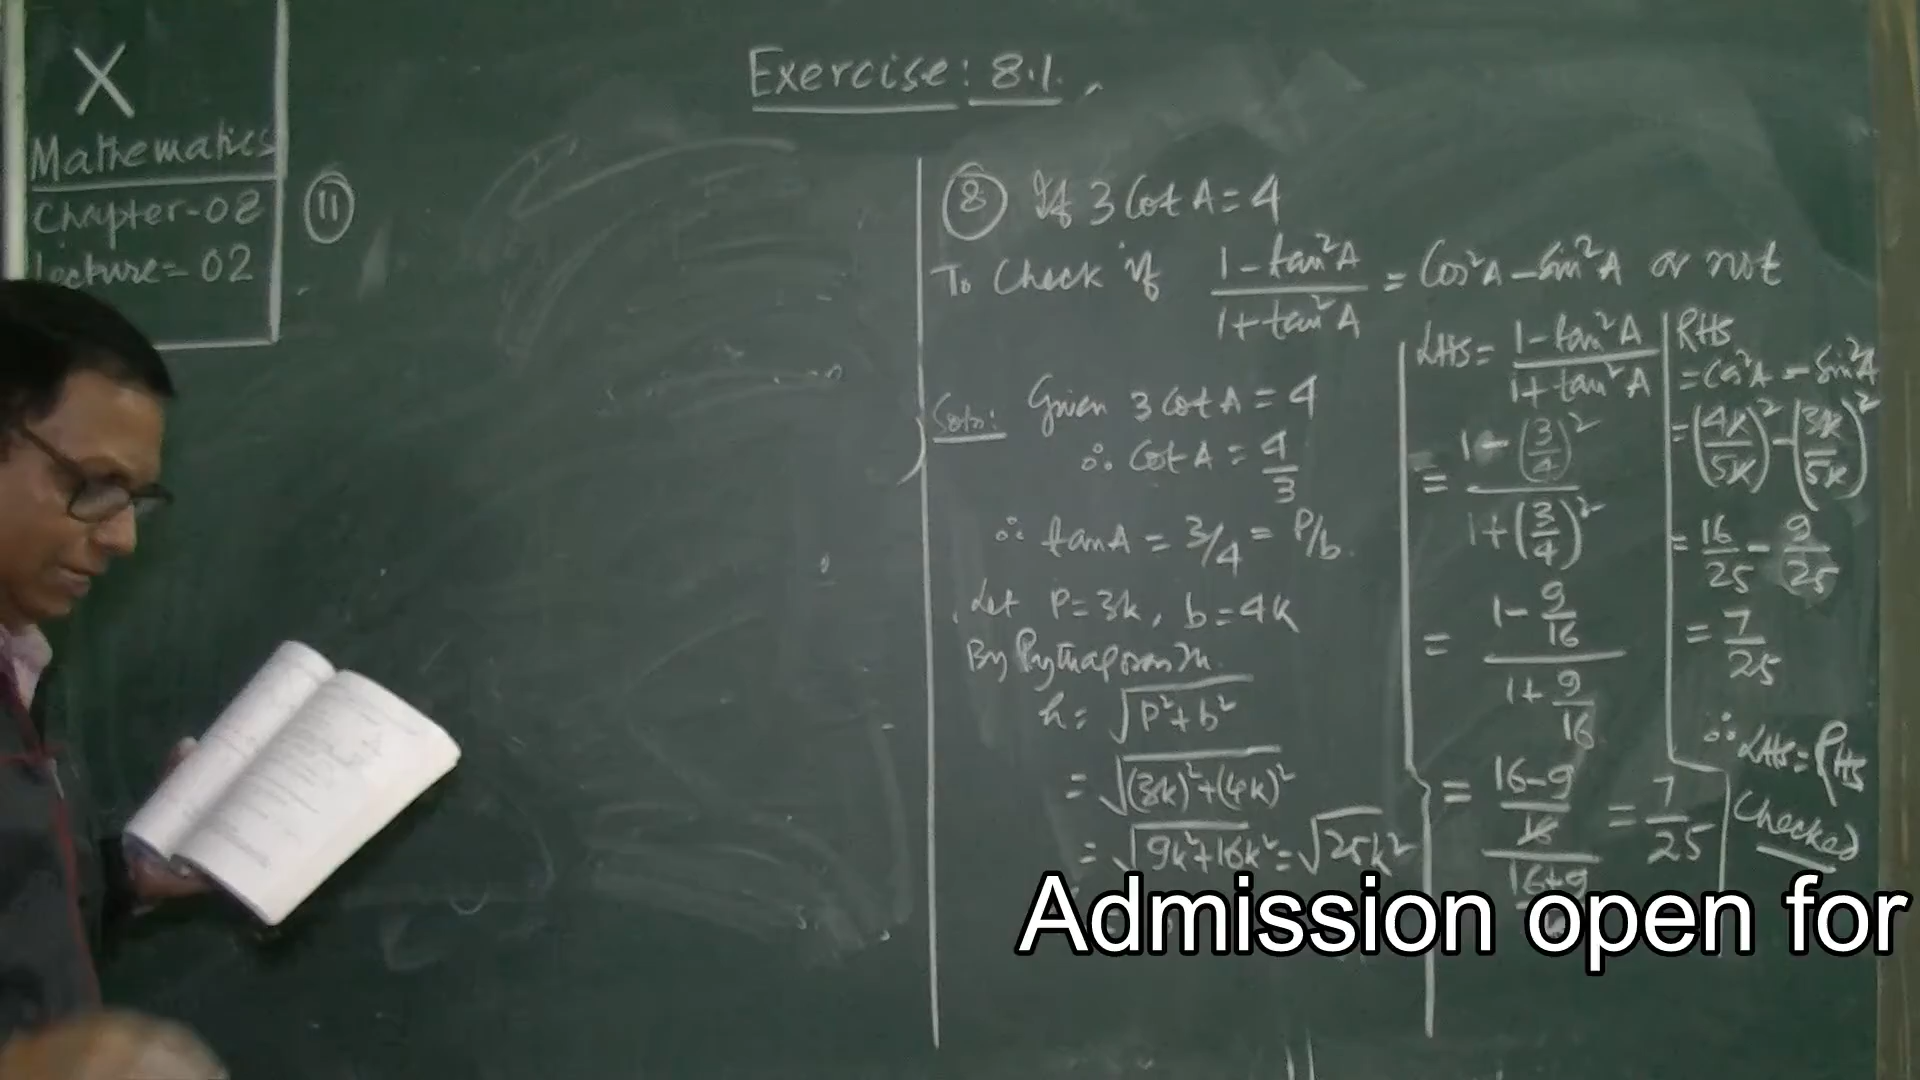 X
Mathematics
Chapter-08
Lecture=02
⑪
Exercise: 8.1.
⑧ If 3 Cot A = 4
To Check if (1 - tan²A)/(1 + tan²A) = Cos²A - Sin²A or not
Soln: Given 3 cot A = 4
∴ Cot A = 4/3
∴ tan A = 3/4 = P/b.
Let P = 3k, b = 4k
By Pythagoras
h = √(P² + b²)
= √((3k)² + (4k)²)
= √(9k² + 16k²) = √(25k²)
LHS = (1 - tan²A)/(1 + tan²A)
= (1 - (3/4)²)/(1 + (3/4)²)
= (1 - 9/16)/(1 + 9/16)
= ((16-9)/16)/(16+9) = 7/25
RHS
= Cos²A - Sin²A
= (4k/5k)² - (3k/5k)²
= 16/25 - 9/25
= 7/25
∴ LHS = RHS
Checked
Admission open for